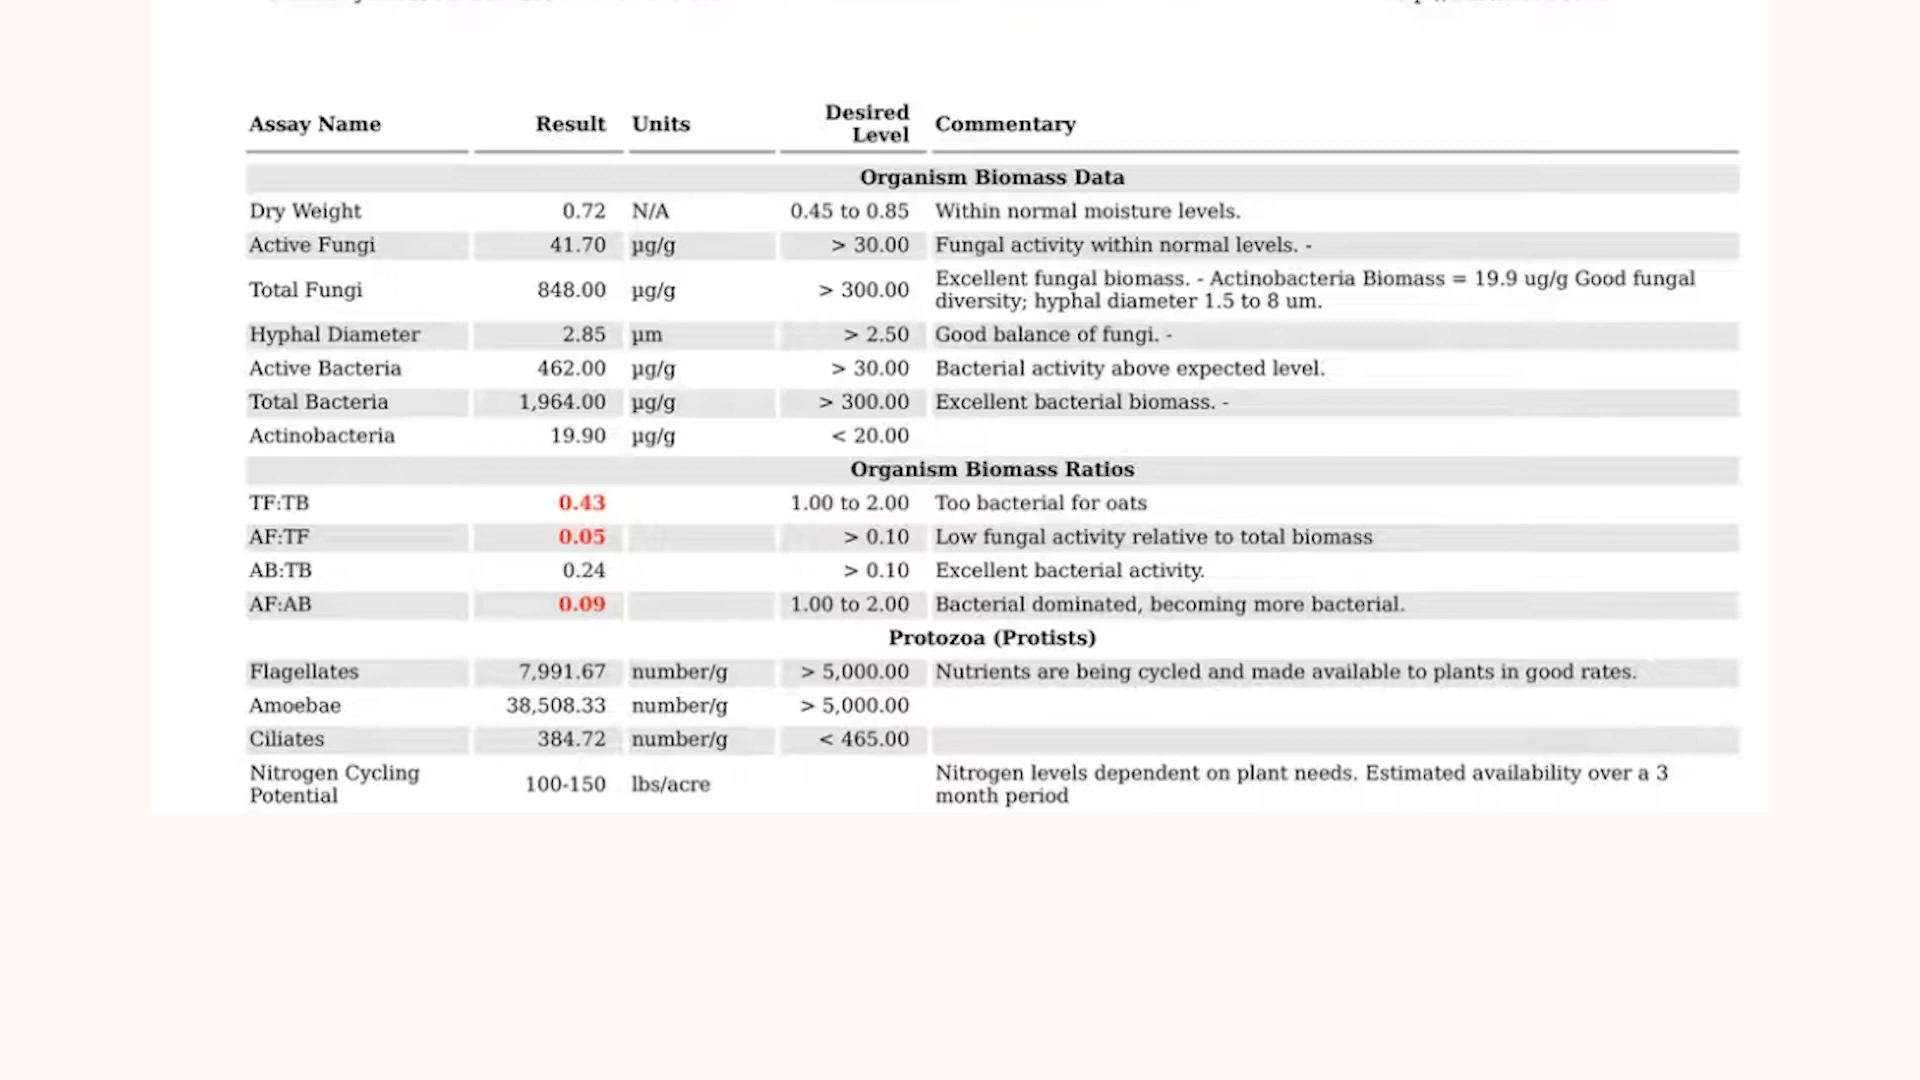 Assay Name Result Units Desired Level Commentary
Organism Biomass Data
Dry Weight 0.72 N/A 0.45 to 0.85 Within normal moisture levels.
Active Fungi 41.70 µg/g > 30.00 Fungal activity within normal levels. -
Total Fungi 848.00 µg/g > 300.00 Excellent fungal biomass. - Actinobacteria Biomass = 19.9 ug/g Good fungal
diversity; hyphal diameter 1.5 to 8 um.
Hyphal Diameter 2.85 µm > 2.50 Good balance of fungi. -
Active Bacteria 462.00 µg/g > 30.00 Bacterial activity above expected level.
Total Bacteria 1,964.00 µg/g > 300.00 Excellent bacterial biomass. -
Actinobacteria 19.90 µg/g < 20.00
Organism Biomass Ratios
TF:TB 0.43 1.00 to 2.00 Too bacterial for oats
AF:TF 0.05 > 0.10 Low fungal activity relative to total biomass
AB:TB 0.24 > 0.10 Excellent bacterial activity.
AF:AB 0.09 1.00 to 2.00 Bacterial dominated, becoming more bacterial.
Protozoa (Protists)
Flagellates 7,991.67 number/g > 5,000.00 Nutrients are being cycled and made available to plants in good rates.
Amoebae 38,508.33 number/g > 5,000.00
Ciliates 384.72 number/g < 465.00
Nitrogen Cycling Potential 100-150 lbs/acre Nitrogen levels dependent on plant needs. Estimated availability over a 3
month period